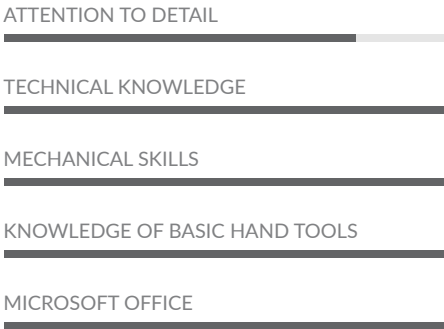 ATTENTION TO DETAIL
TECHNICAL KNOWLEDGE
MECHANICAL SKILLS
KNOWLEDGE OF BASIC HAND TOOLS
MICROSOFT OFFICE